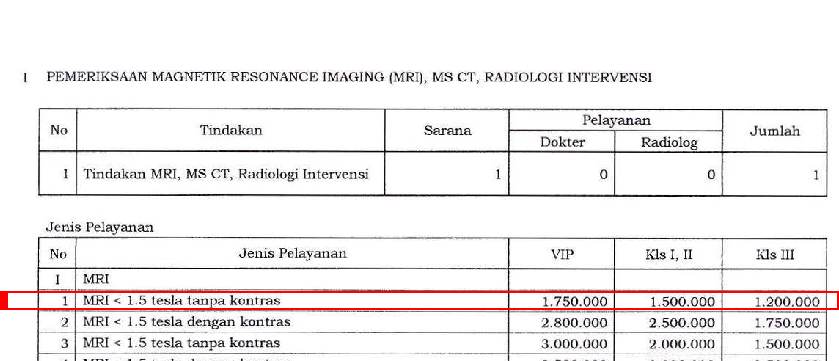 I PEMERIKSAAN MAGNETIK RESONANCE IMAGING (MRI), MS CT, RADIOLOGI INTERVENSI
No Tindakan Sarana Pelayanan Jumlah
Dokter Radiolog
1 Tindakan MRI, MS CT, Radiologi Intervensi 1 0 0 1
Jenis Pelayanan
No Jenis Pelayanan VIP Kls I, II Kls III
I MRI
1 MRI < 1.5 tesla tanpa kontras 1.750.000 1.500.000 1.200.000
2 MRI < 1.5 tesla dengan kontras 2.800.000 2.500.000 1.750.000
3 MRI < 1.5 tesla tanpa kontras 3.000.000 2.000.000 1.500.000